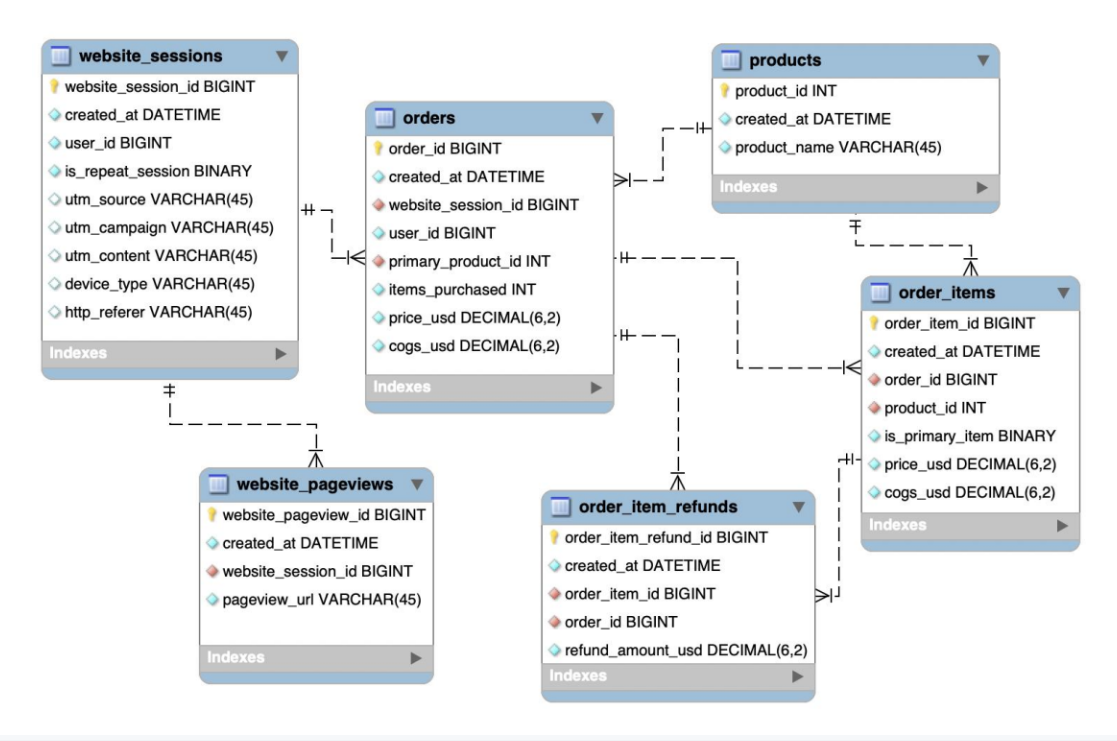 website_sessions
website_session_id BIGINT
created_at DATETIME
user_id BIGINT
is_repeat_session BINARY
utm_source VARCHAR(45)
utm_campaign VARCHAR(45)
utm_content VARCHAR(45)
device_type VARCHAR(45)
http_referer VARCHAR(45)
Indexes
orders
order_id BIGINT
created_at DATETIME
website_session_id BIGINT
user_id BIGINT
primary_product_id INT
items_purchased INT
price_usd DECIMAL(6,2)
cogs_usd DECIMAL(6,2)
Indexes
products
product_id INT
created_at DATETIME
product_name VARCHAR(45)
Indexes
order_items
order_item_id BIGINT
created_at DATETIME
order_id BIGINT
product_id INT
is_primary_item BINARY
price_usd DECIMAL(6,2)
cogs_usd DECIMAL(6,2)
Indexes
website_pageviews
website_pageview_id BIGINT
created_at DATETIME
website_session_id BIGINT
pageview_url VARCHAR(45)
Indexes
order_item_refunds
order_item_refund_id BIGINT
created_at DATETIME
order_item_id BIGINT
order_id BIGINT
refund_amount_usd DECIMAL(6,2)
Indexes